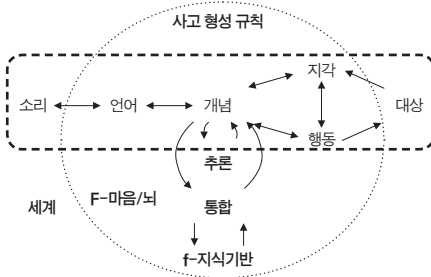 사고 형성 규칙
지각
소리 언어 개념 대상
행동
추론
F-마음/뇌
세계 통합
f-지식기반